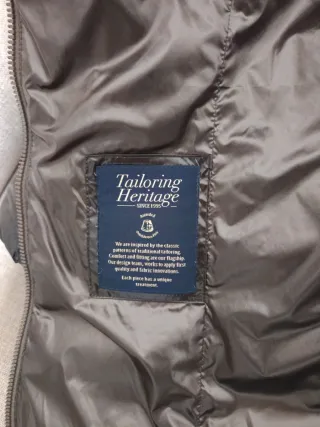 Tailoring
Heritage
SINCE 1995
We are inspired by the classic
patterns of traditional tailoring.
Comfort and fitting are our flagship.
Our design team, works to apply first
quality and fabric innovations.
Each piece has a unique
treatment.